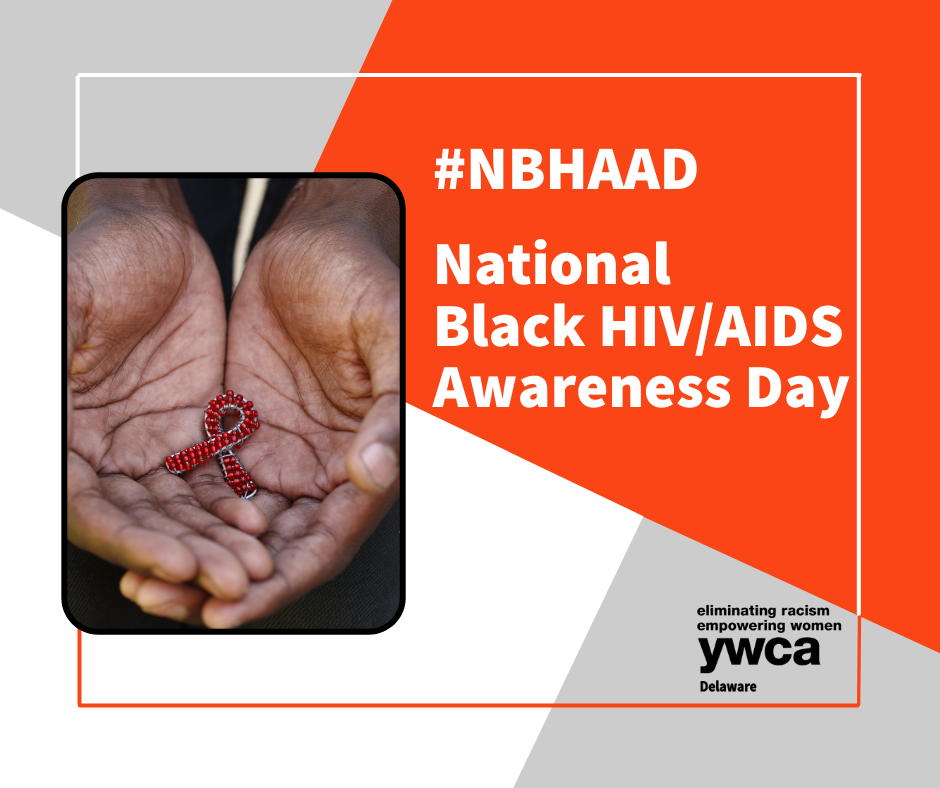 #NBHAAD
National
Black HIV/AIDS
Awareness Day
eliminating racism
empowering women
ywca
Delaware